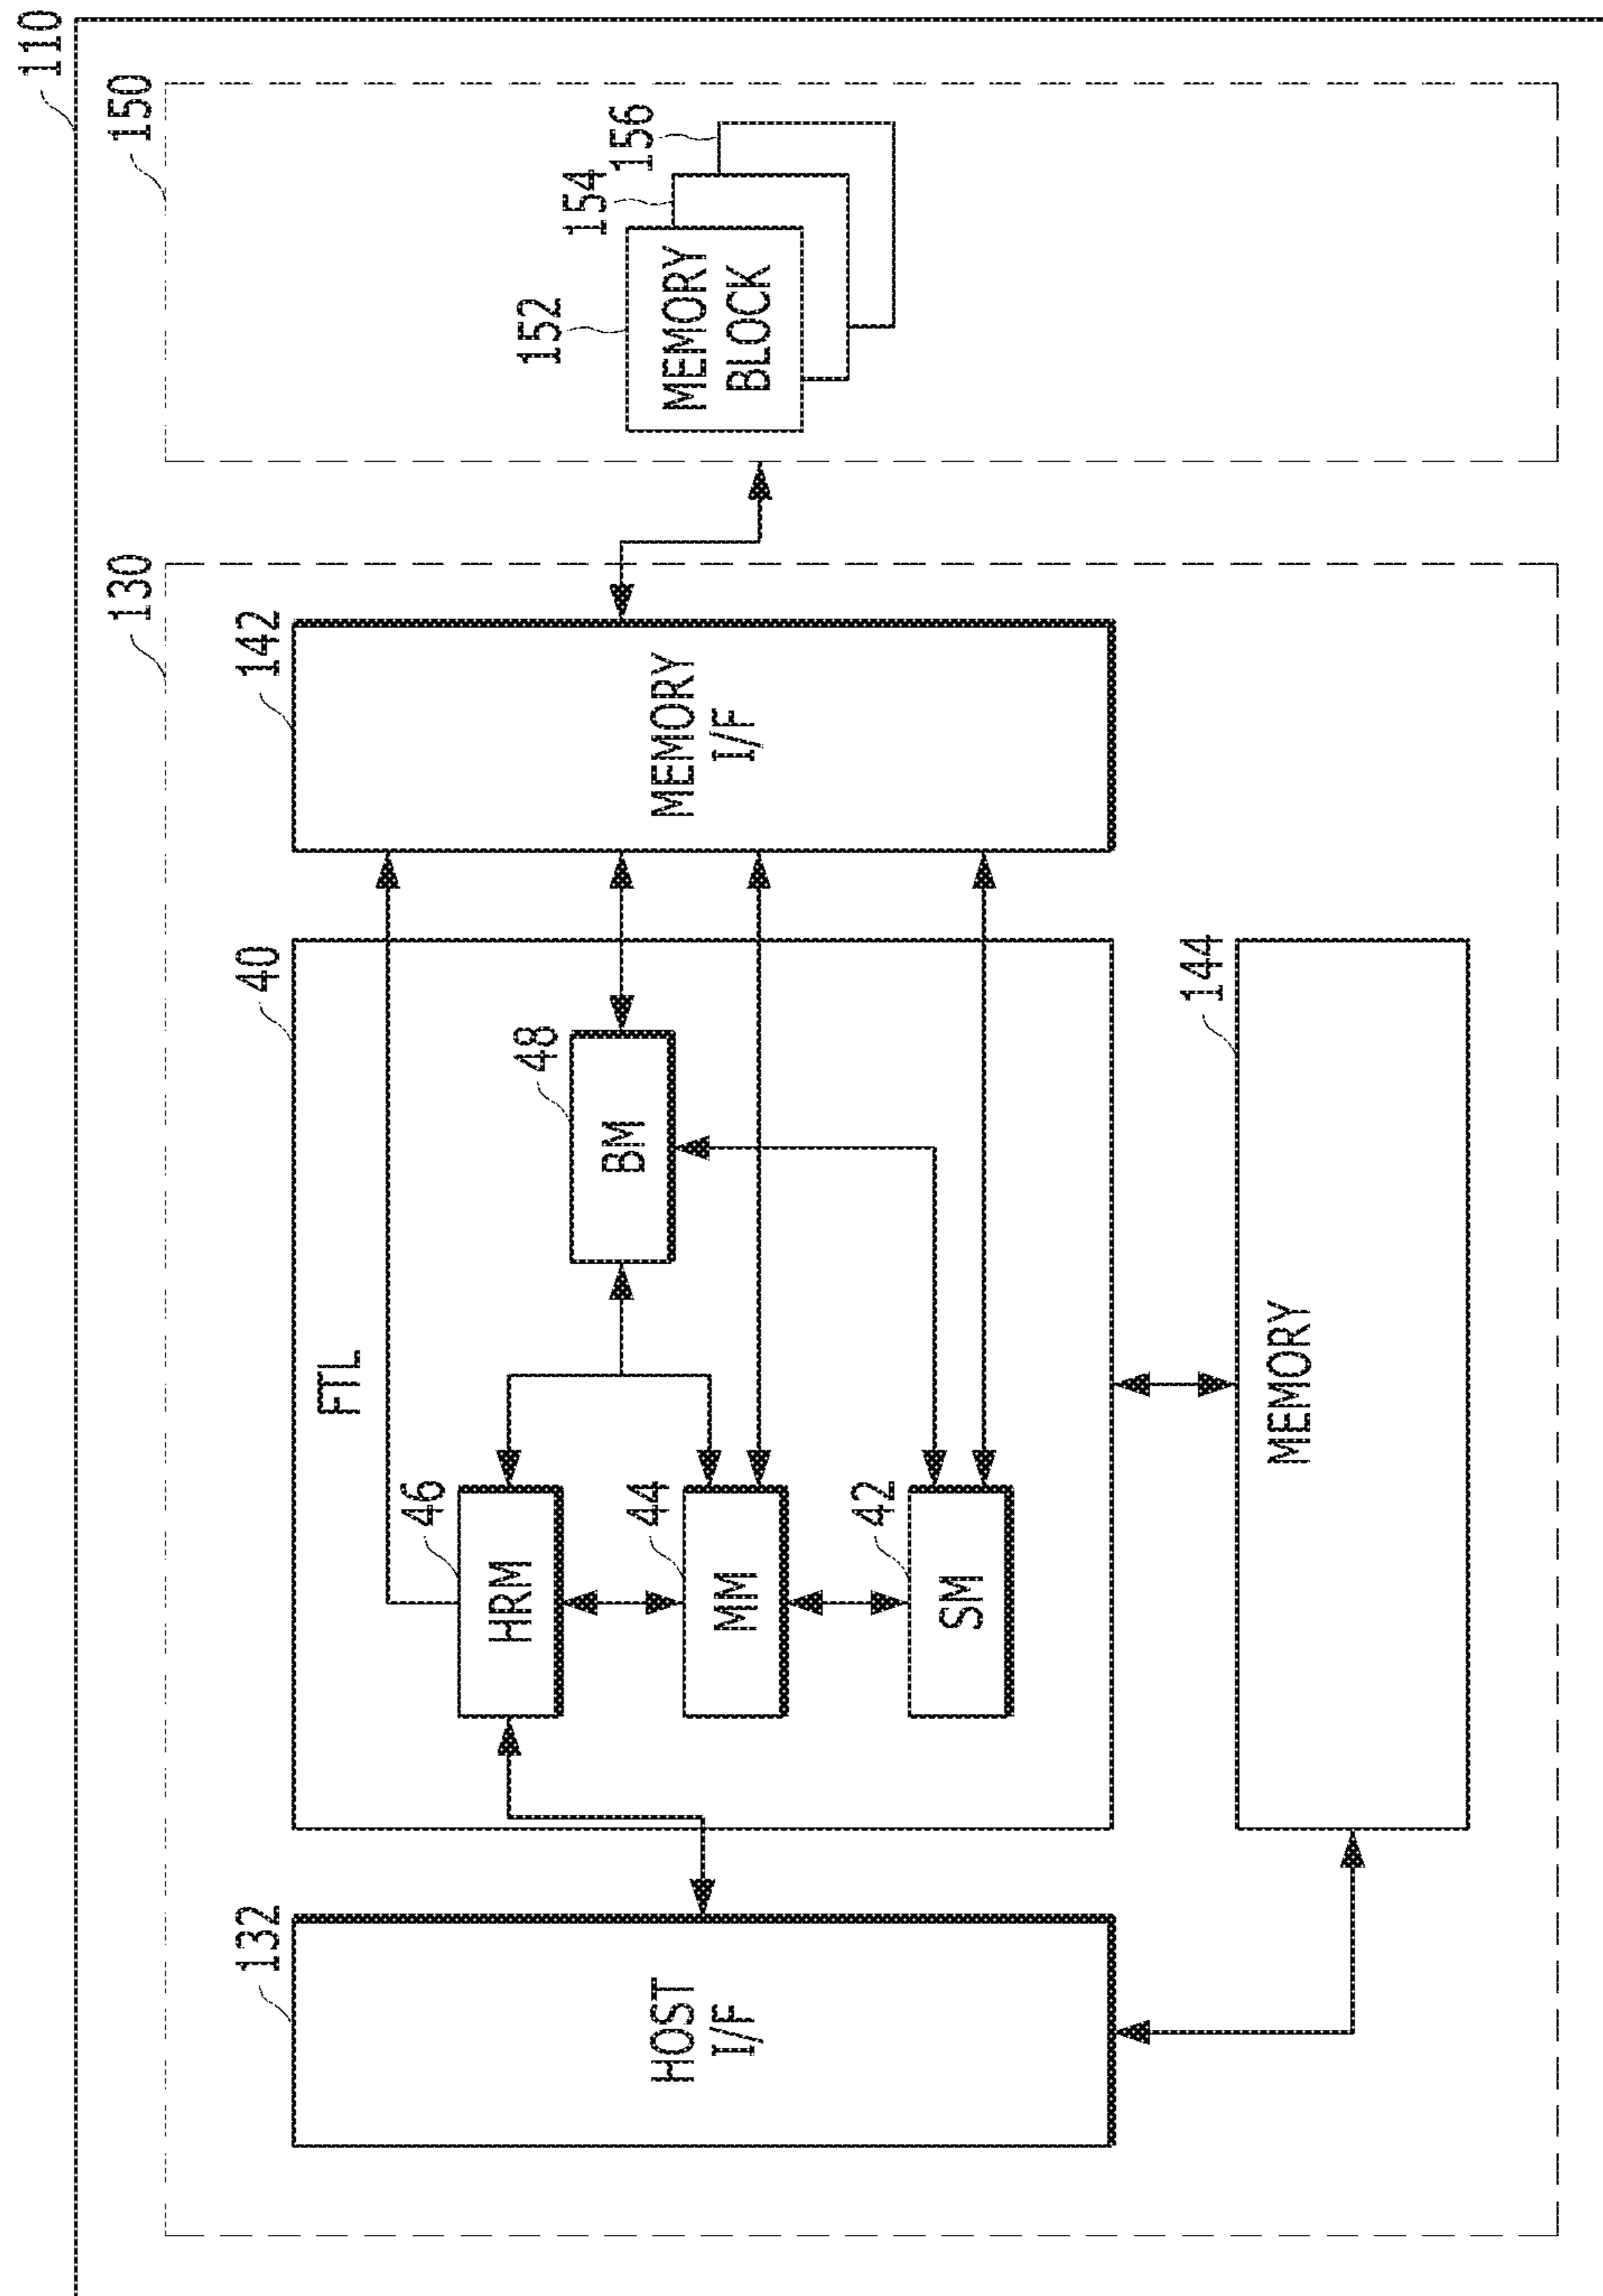 110
130
150
132
HOST
I/F
40
FTL
46
HRM
44
MM
42
SM
48
BM
142
MEMORY
I/F
144
MEMORY
152
154
156
MEMORY
BLOCK